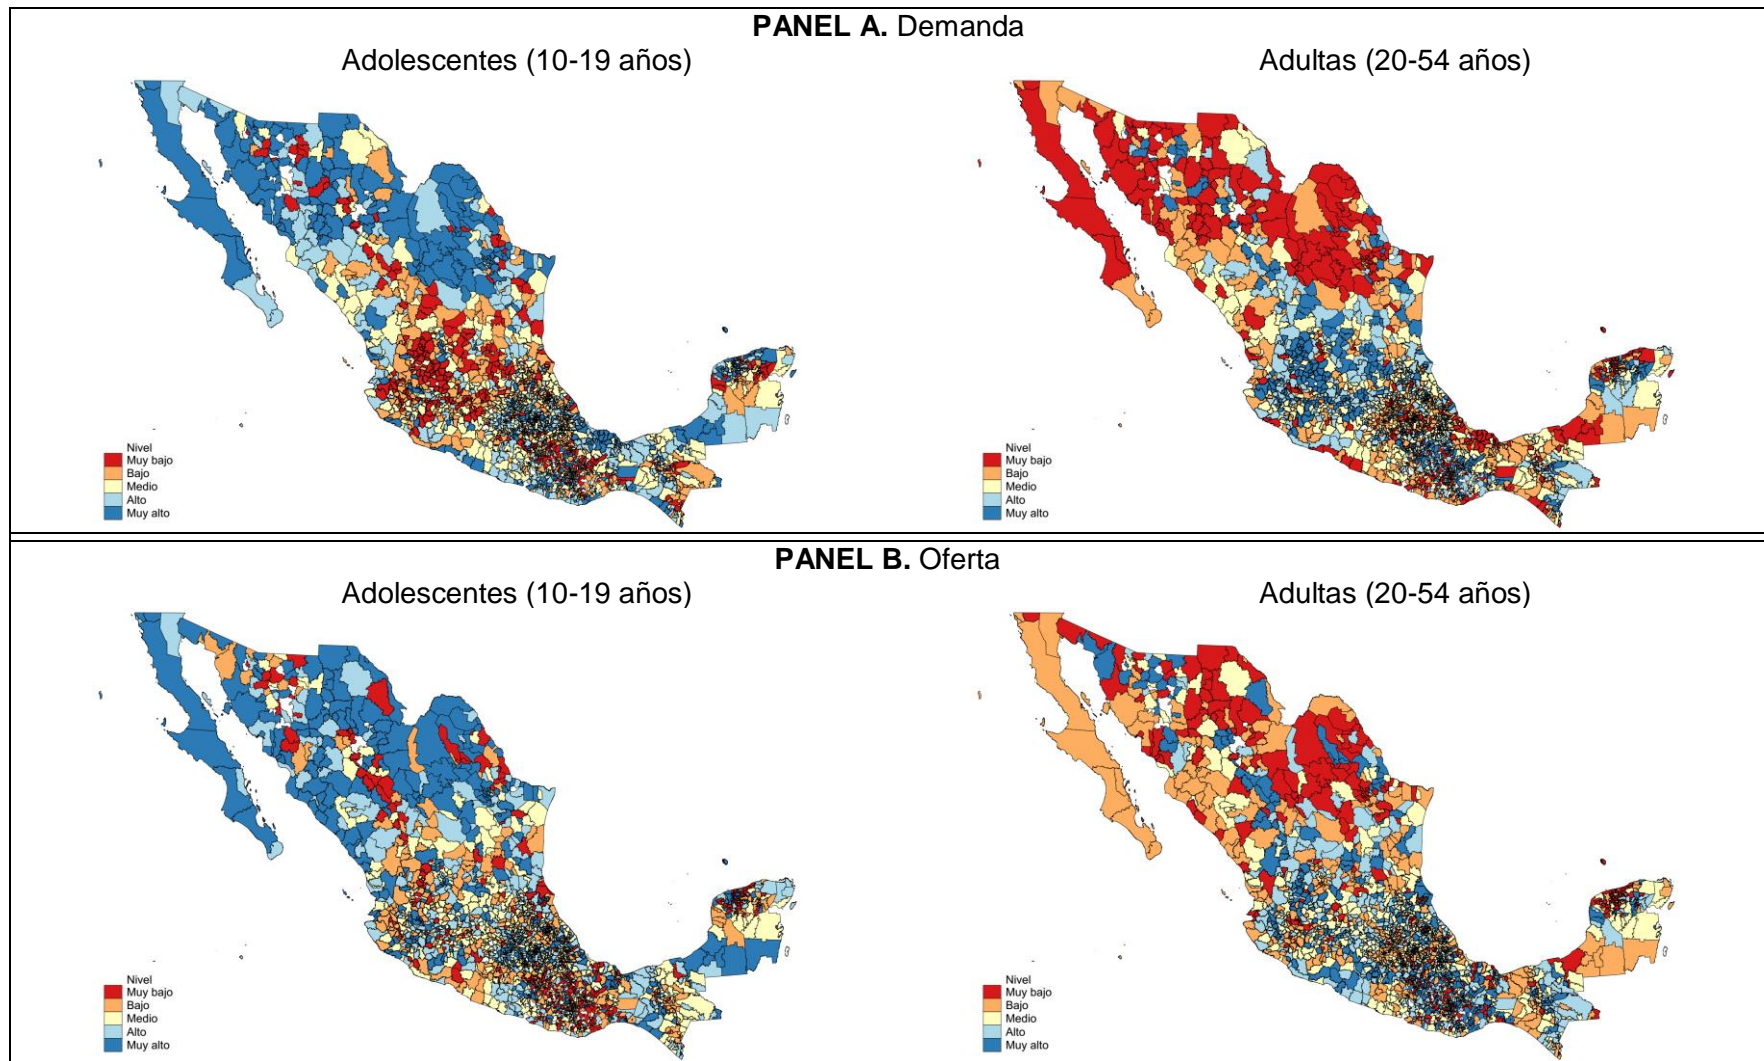 PANEL A. Demanda
Adolescentes (10-19 años)
Adultas (20-54 años)
Nivel
Muy bajo
Bajo
Medio
Alto
Muy alto
Nivel
Muy bajo
Bajo
Medio
Alto
Muy alto
PANEL B. Oferta
Adolescentes (10-19 años)
Adultas (20-54 años)
Nivel
Muy bajo
Bajo
Medio
Alto
Muy alto
Nivel
Muy bajo
Bajo
Medio
Alto
Muy alto